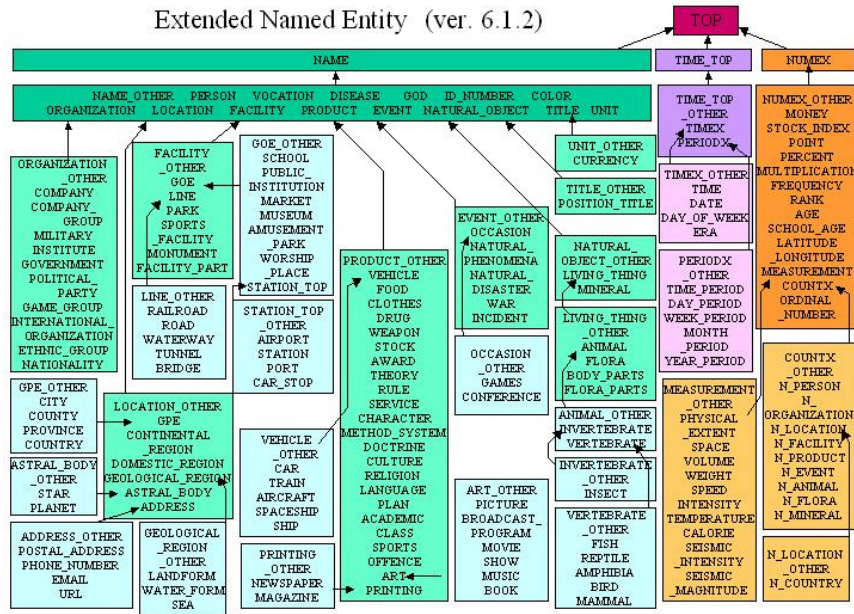 Extended Named Entity (ver. 6.1.2)
TOP
NAME
TIME_TOP
NUMEX
NAME_OTHER PERSON VOCATION DISEASE GOD ID_NUMBER COLOR
ORGANIZATION LOCATION FACILITY PRODUCT EVENT NATURAL_OBJECT TITLE UNIT
TIME_TOP
_OTHER
TIMEX
PERIODX
NUMEX_OTHER
MONEY
STOCK_INDEX
POINT
PERCENT
MULTIPLICATION
FREQUENCY
RANK
AGE
SCHOOL_AGE
LATITUDE
_LONGITUDE
MEASUREMENT
COUNTX
ORDINAL
_NUMBER
ORGANIZATION
_OTHER
COMPANY
COMPANY_
GROUP
MILITARY
INSTITUTE
GOVERNMENT
POLITICAL_
PARTY
GAME_GROUP
INTERNATIONAL_
ORGANIZATION
ETHNIC_GROUP
NATIONALITY
FACILITY
_OTHER
GOE
LINE
PARK
SPORTS
_FACILITY
MONUMENT
FACILITY_PART
GOE_OTHER
SCHOOL
PUBLIC_
INSTITUTION
MARKET
MUSEUM
AMUSEMENT
_PARK
WORSHIP
_PLACE
STATION_TOP
UNIT_OTHER
CURRENCY
TITLE_OTHER
POSITION_TITLE
TIMEX_OTHER
TIME
DATE
DAY_OF_WEEK
ERA
EVENT_OTHER
OCCASION
NATURAL_
PHENOMENA
NATURAL_
DISASTER
WAR
INCIDENT
NATURAL_
OBJECT_OTHER
LIVING_THING
MINERAL
PERIODX
_OTHER
TIME_PERIOD
DAY_PERIOD
WEEK_PERIOD
MONTH
_PERIOD
YEAR_PERIOD
PRODUCT_OTHER
VEHICLE
FOOD
CLOTHES
DRUG
WEAPON
STOCK
AWARD
THEORY
RULE
SERVICE
CHARACTER
METHOD_SYSTEM
DOCTRINE
CULTURE
RELIGION
LANGUAGE
PLAN
ACADEMIC
CLASS
SPORTS
OFFENCE
ART
PRINTING
LINE_OTHER
RAILROAD
ROAD
WATERWAY
TUNNEL
BRIDGE
STATION_TOP
_OTHER
AIRPORT
STATION
PORT
CAR_STOP
LIVING_THING
_OTHER
ANIMAL
FLORA
BODY_PARTS
FLORA_PARTS
OCCASION
_OTHER
GAMES
CONFERENCE
COUNTX
_OTHER
N_PERSON
N_
ORGANIZATION
N_LOCATION
N_FACILITY
N_PRODUCT
N_EVENT
N_ANIMAL
N_FLORA
N_MINERAL
GPE_OTHER
CITY
COUNTY
PROVINCE
COUNTRY
LOCATION_OTHER
GPE
CONTINENTAL
_REGION
DOMESTIC_REGION
GEOLOGICAL_REGION
ASTRAL_BODY
ADDRESS
MEASUREMENT
_OTHER
PHYSICAL
_EXTENT
SPACE
VOLUME
WEIGHT
SPEED
INTENSITY
TEMPERATURE
CALORIE
SEISMIC
_INTENSITY
SEISMIC
_MAGNITUDE
ANIMAL_OTHER
INVERTEBRATE
VERTEBRATE
VEHICLE
_OTHER
CAR
TRAIN
AIRCRAFT
SPACESHIP
SHIP
ASTRAL_BODY
_OTHER
STAR
PLANET
INVERTEBRATE
_OTHER
INSECT
ART_OTHER
PICTURE
BROADCAST_
PROGRAM
MOVIE
SHOW
MUSIC
BOOK
VERTEBRATE
_OTHER
FISH
REPTILE
AMPHIBIA
BIRD
MAMMAL
ADDRESS_OTHER
POSTAL_ADDRESS
PHONE_NUMBER
EMAIL
URL
GEOLOGICAL
_REGION
_OTHER
LANDFORM
WATER_FORM
SEA
PRINTING
_OTHER
NEWSPAPER
MAGAZINE
N_LOCATION
_OTHER
N_COUNTRY